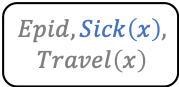 Epid, Sick(x),
Travel(x)